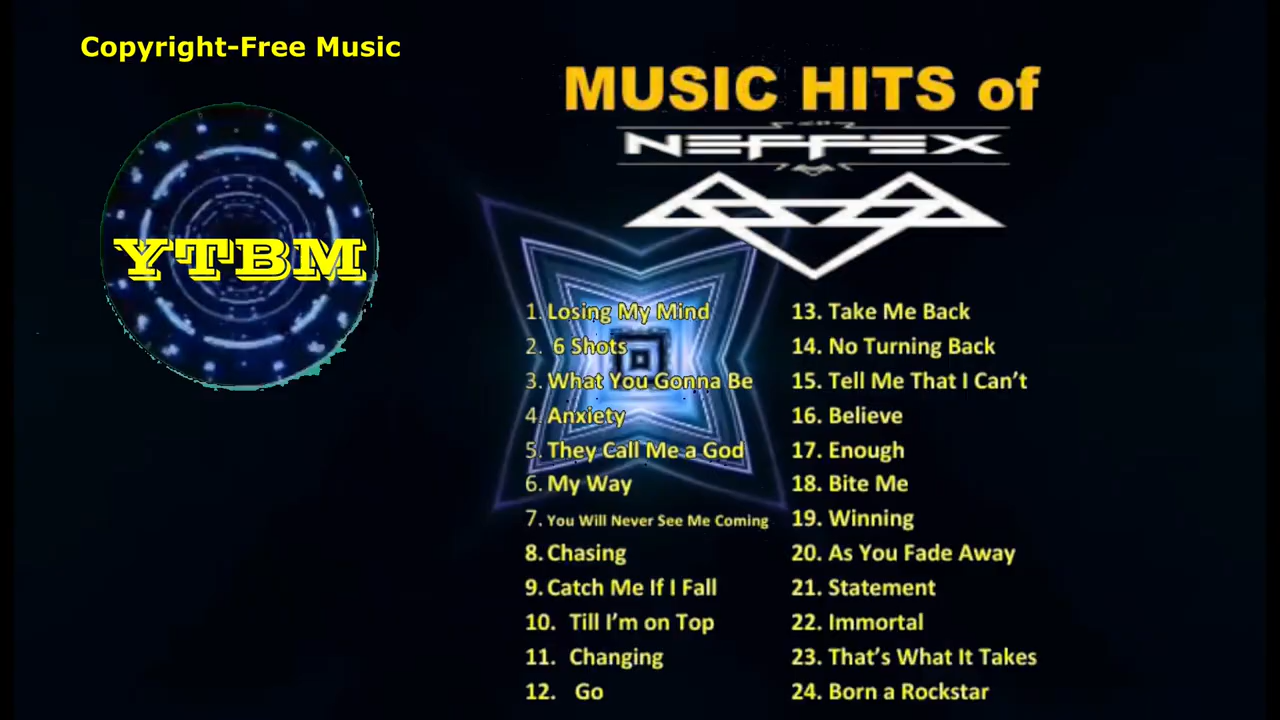 Copyright-Free Music
YTBM
MUSIC HITS of
NEFFEX
1. Losing My Mind
2. 6 Shots
3. What You Gonna Be
4. Anxiety
5. They Call Me a God
6. My Way
7. You Will Never See Me Coming
8. Chasing
9. Catch Me If I Fall
10. Till I'm on Top
11. Changing
12. Go
13. Take Me Back
14. No Turning Back
15. Tell Me That I Can't
16. Believe
17. Enough
18. Bite Me
19. Winning
20. As You Fade Away
21. Statement
22. Immortal
23. That's What It Takes
24. Born a Rockstar